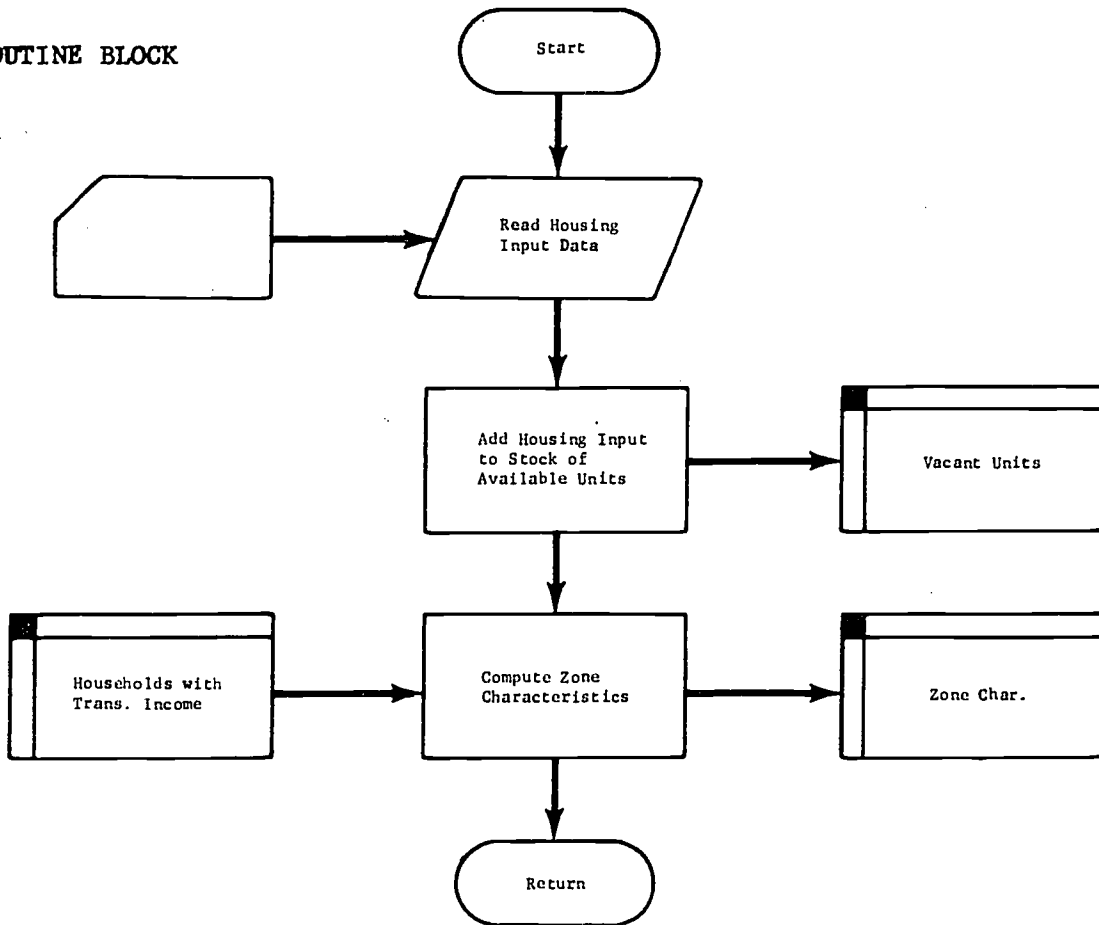 OUTINE BLOCK
Start
Read Housing
Input Data
Add Housing Input
to Stock of
Available Units
Vacant Units
Households with
Trans. Income
Compute Zone
Characteristics
Zone Char.
Return